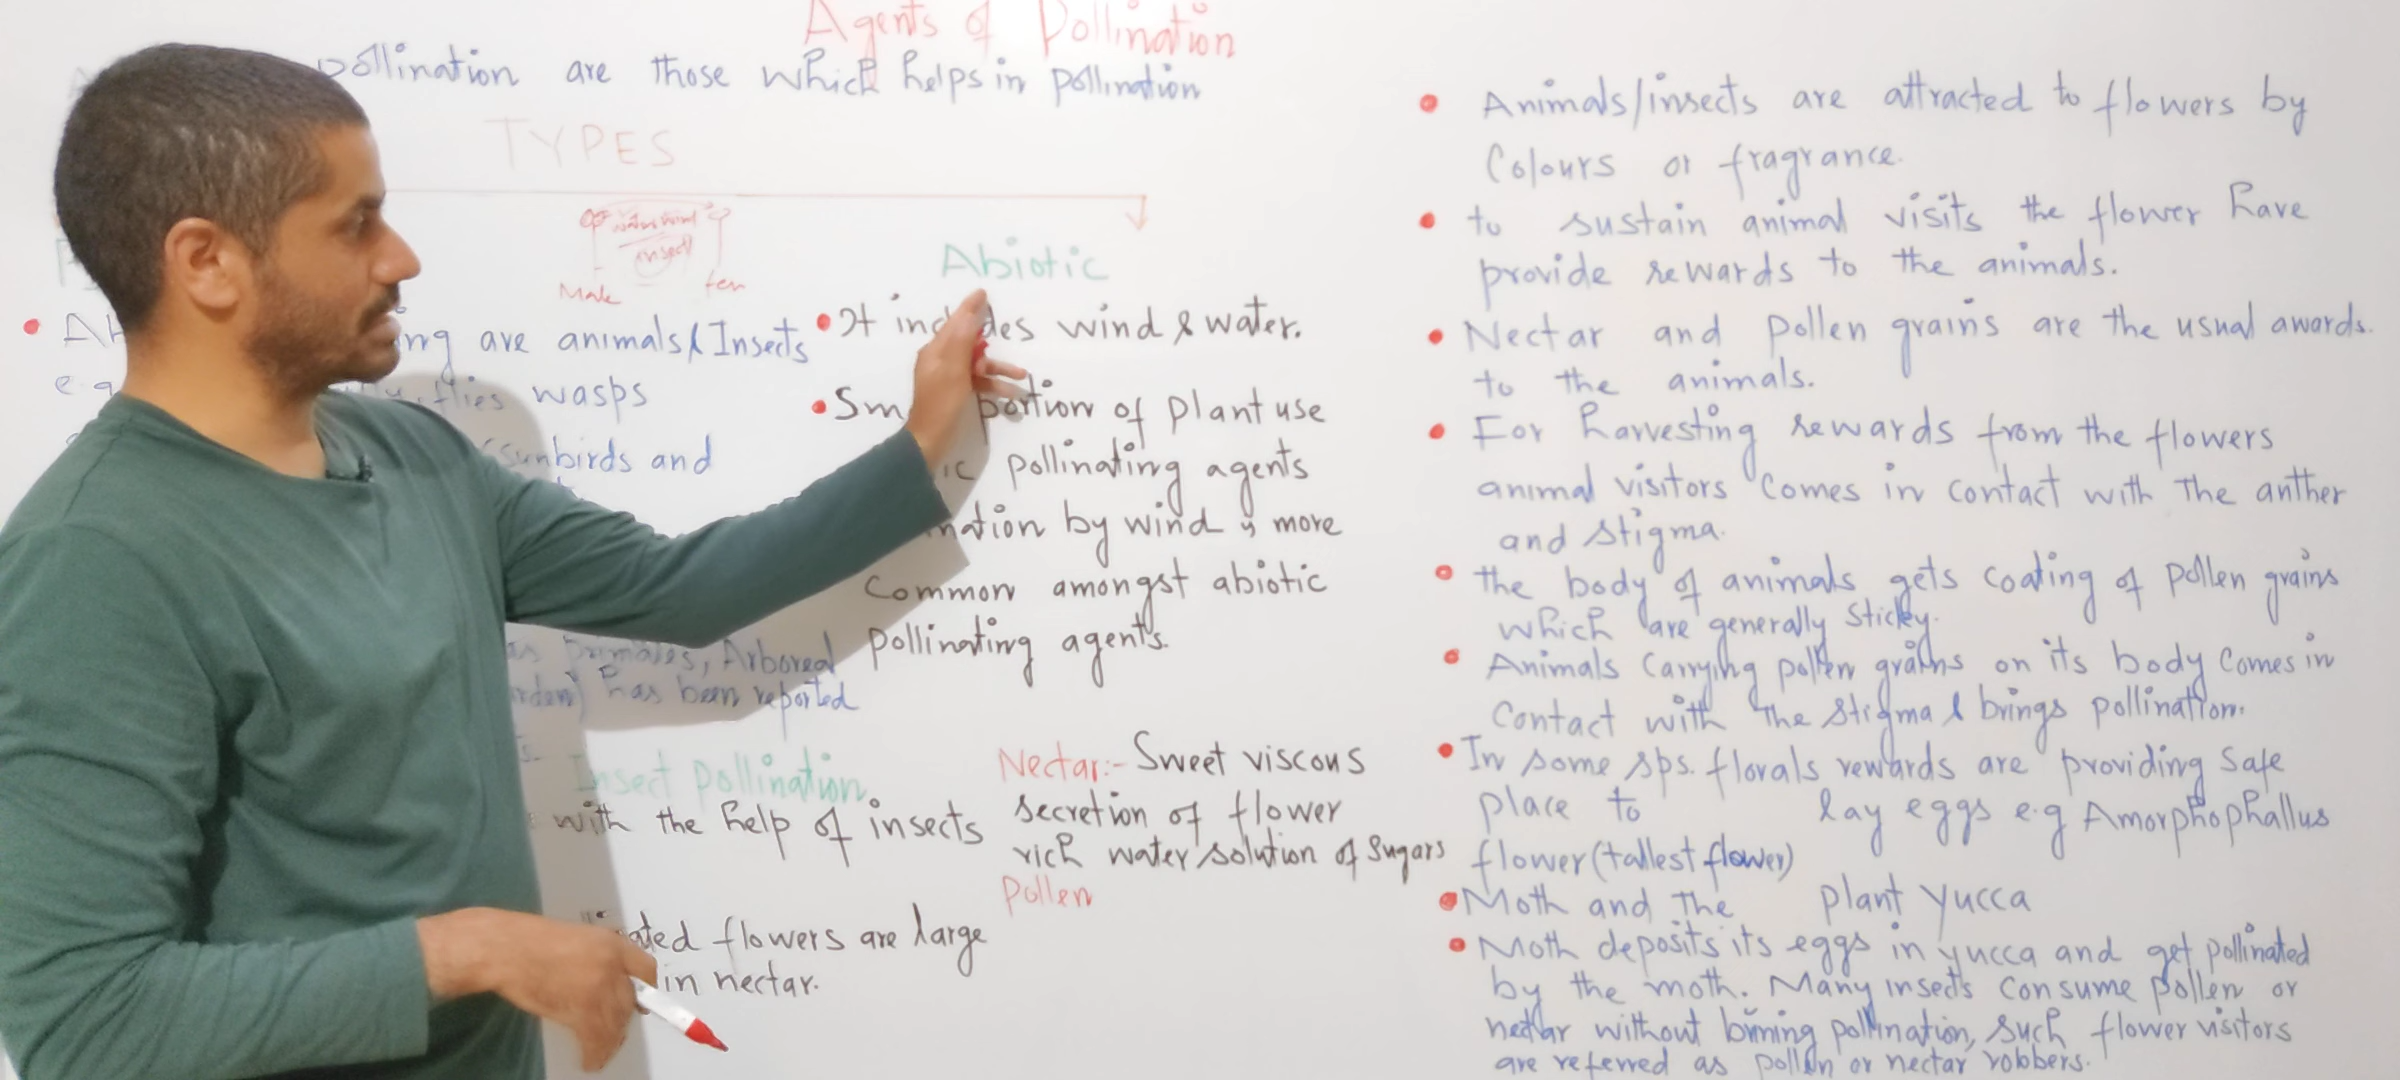 Agents of Pollination
pollination are those which helps in pollination
TYPES
insect
Male
fem
Abiotic
ing are animals & Insects
e.g flies wasps
sunbirds and
as primates, Arboreal
has been reported
• It includes wind & water.
• portion of plant use
ic pollinating agents
nation by wind is more
Common amongst abiotic
pollinating agents.
Insect pollination
with the help of insects
ated flowers are large
in nectar.
Nectar:- Sweet viscous
secretion of flower
rich water solution of sugars
Pollen
• Animals/insects are attracted to flowers by
Colours or fragrance.
• to sustain animal visits the flower have
provide rewards to the animals.
• Nectar and pollen grains are the usual awards.
to the animals.
• For harvesting rewards from the flowers
animal visitors comes in contact with the anther
and stigma.
• the body of animals gets coating of pollen grains
which are generally sticky.
• Animals carrying pollen grains on its body comes in
contact with the stigma & brings pollination.
• In some sps. florals rewards are providing safe
place to lay eggs e.g Amorphophallus
flower (tallest flower)
• Moth and the plant yucca
• Moth deposits its eggs in yucca and get pollinated
by the moth. Many insects consume pollen or
nectar without pollination, such flower visitors
are referred as pollen or nectar robbers.